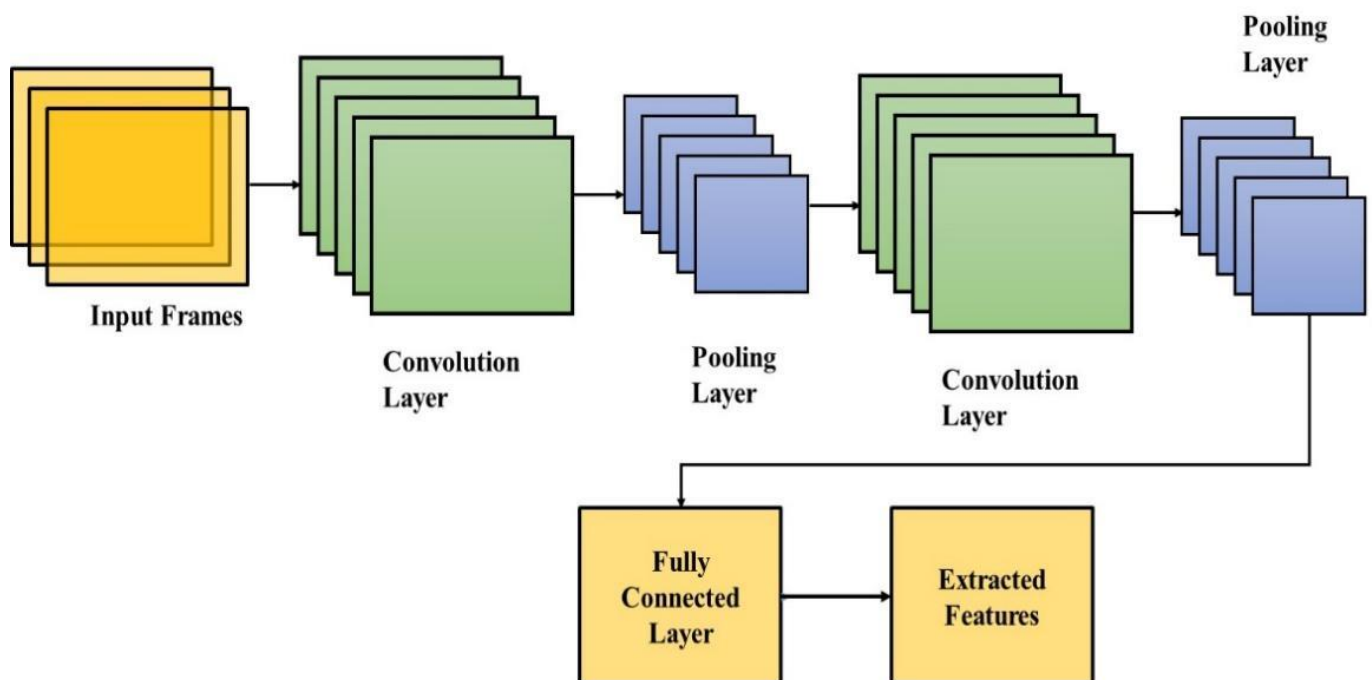 Input Frames
Convolution
Layer
Pooling
Layer
Convolution
Layer
Pooling
Layer
Fully
Connected
Layer
Extracted
Features